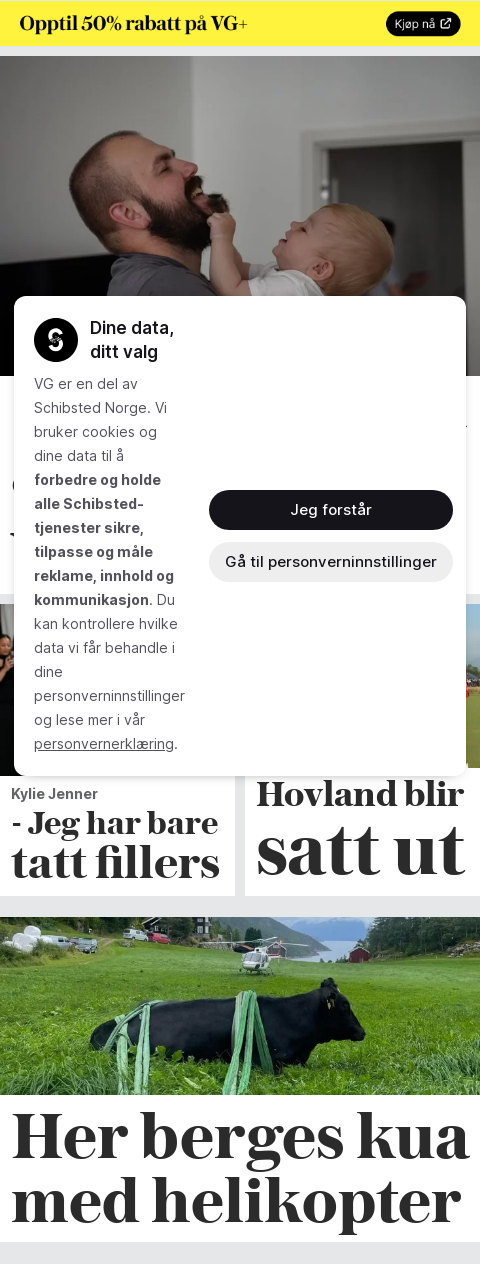 Opptil 50% rabatt på VG+
Kjøp nå
Dine data,
ditt valg
VG er en del av
Schibsted Norge. Vi
bruker cookies og
dine data til å
forbedre og holde
alle Schibsted-
tjenester sikre,
tilpasse og måle
reklame, innhold og
kommunikasjon. Du
kan kontrollere hvilke
data vi får behandle i
dine
personverninnstillinger
og lese mer i vår
personvernerklæring.
Jeg forstår
Gå til personverninnstillinger
Kylie Jenner
- Jeg har bare
tatt fillers
Hovland blir
satt ut
Her berges kua
med helikopter